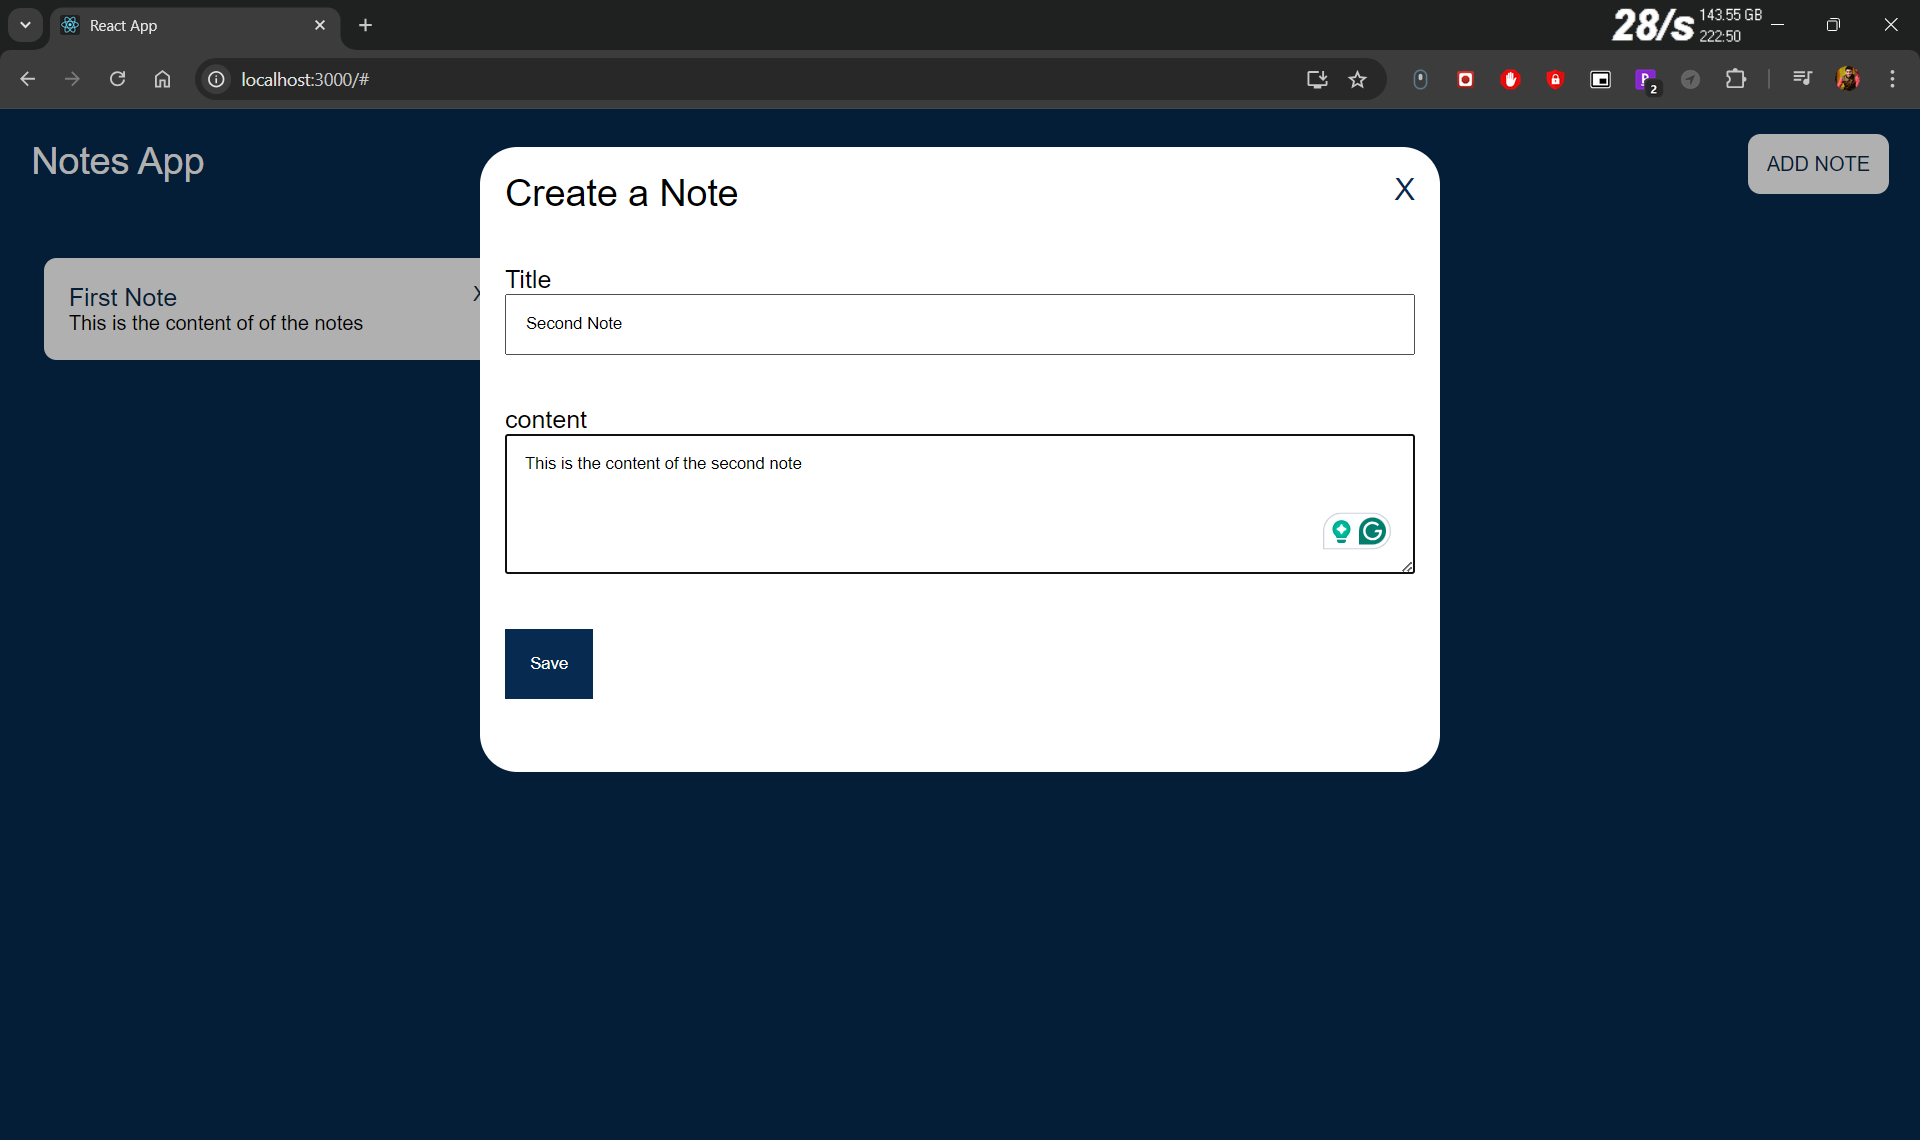 React App
28/s
143.55 GB
222:50
localhost:3000/#
2
Notes App
ADD NOTE
First Note
X
This is the content of of the notes
Create a Note
X
Title
Second Note
content
This is the content of the second note
Save